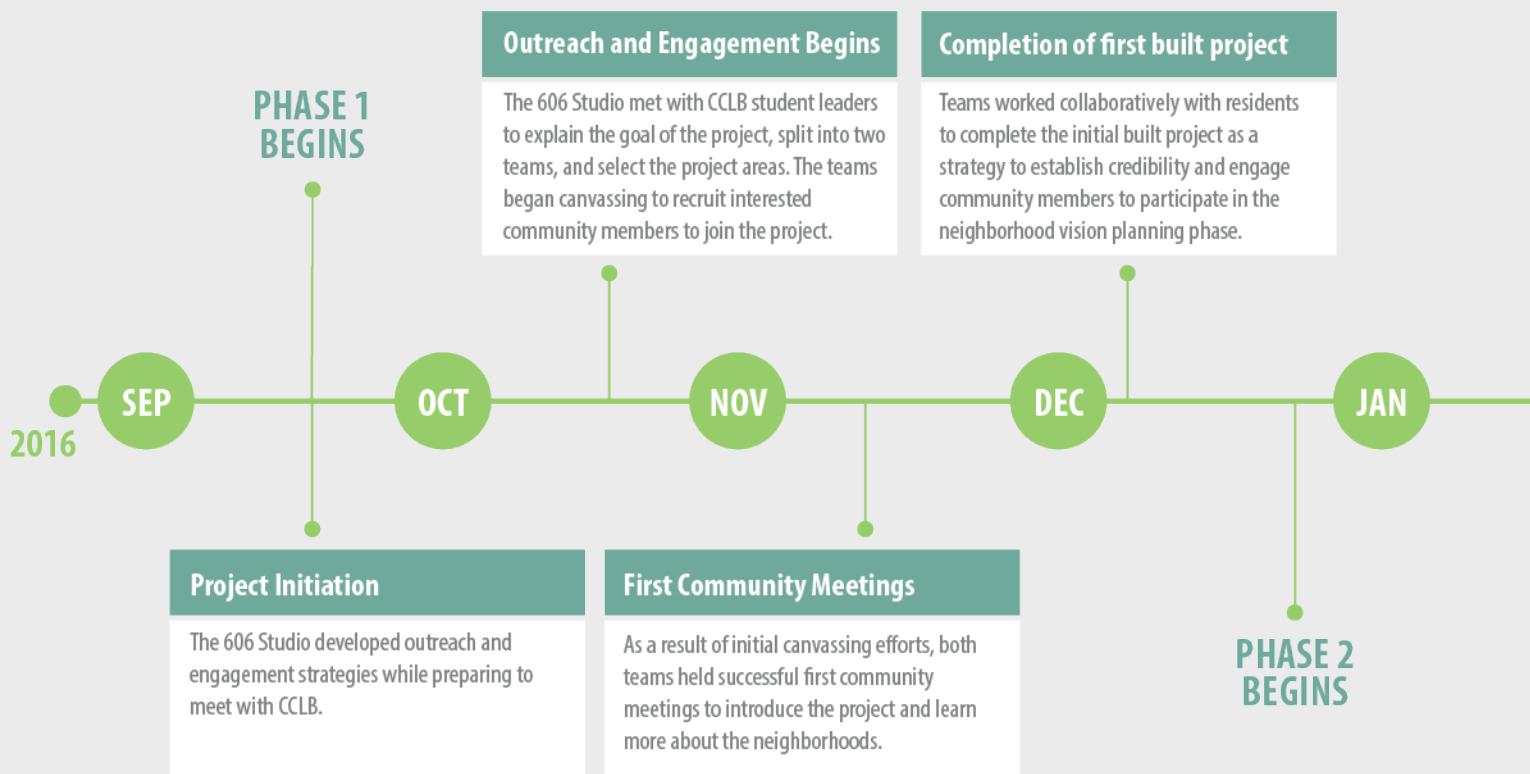 PHASE 1
BEGINS
Outreach and Engagement Begins
The 606 Studio met with CCLB student leaders
to explain the goal of the project, split into two
teams, and select the project areas. The teams
began canvassing to recruit interested
community members to join the project.
Completion of first built project
Teams worked collaboratively with residents
to complete the initial built project as a
strategy to establish credibility and engage
community members to participate in the
neighborhood vision planning phase.
2016
SEP
OCT
NOV
DEC
JAN
Project Initiation
The 606 Studio developed outreach and
engagement strategies while preparing to
meet with CCLB.
First Community Meetings
As a result of initial canvassing efforts, both
teams held successful first community
meetings to introduce the project and learn
more about the neighborhoods.
PHASE 2
BEGINS